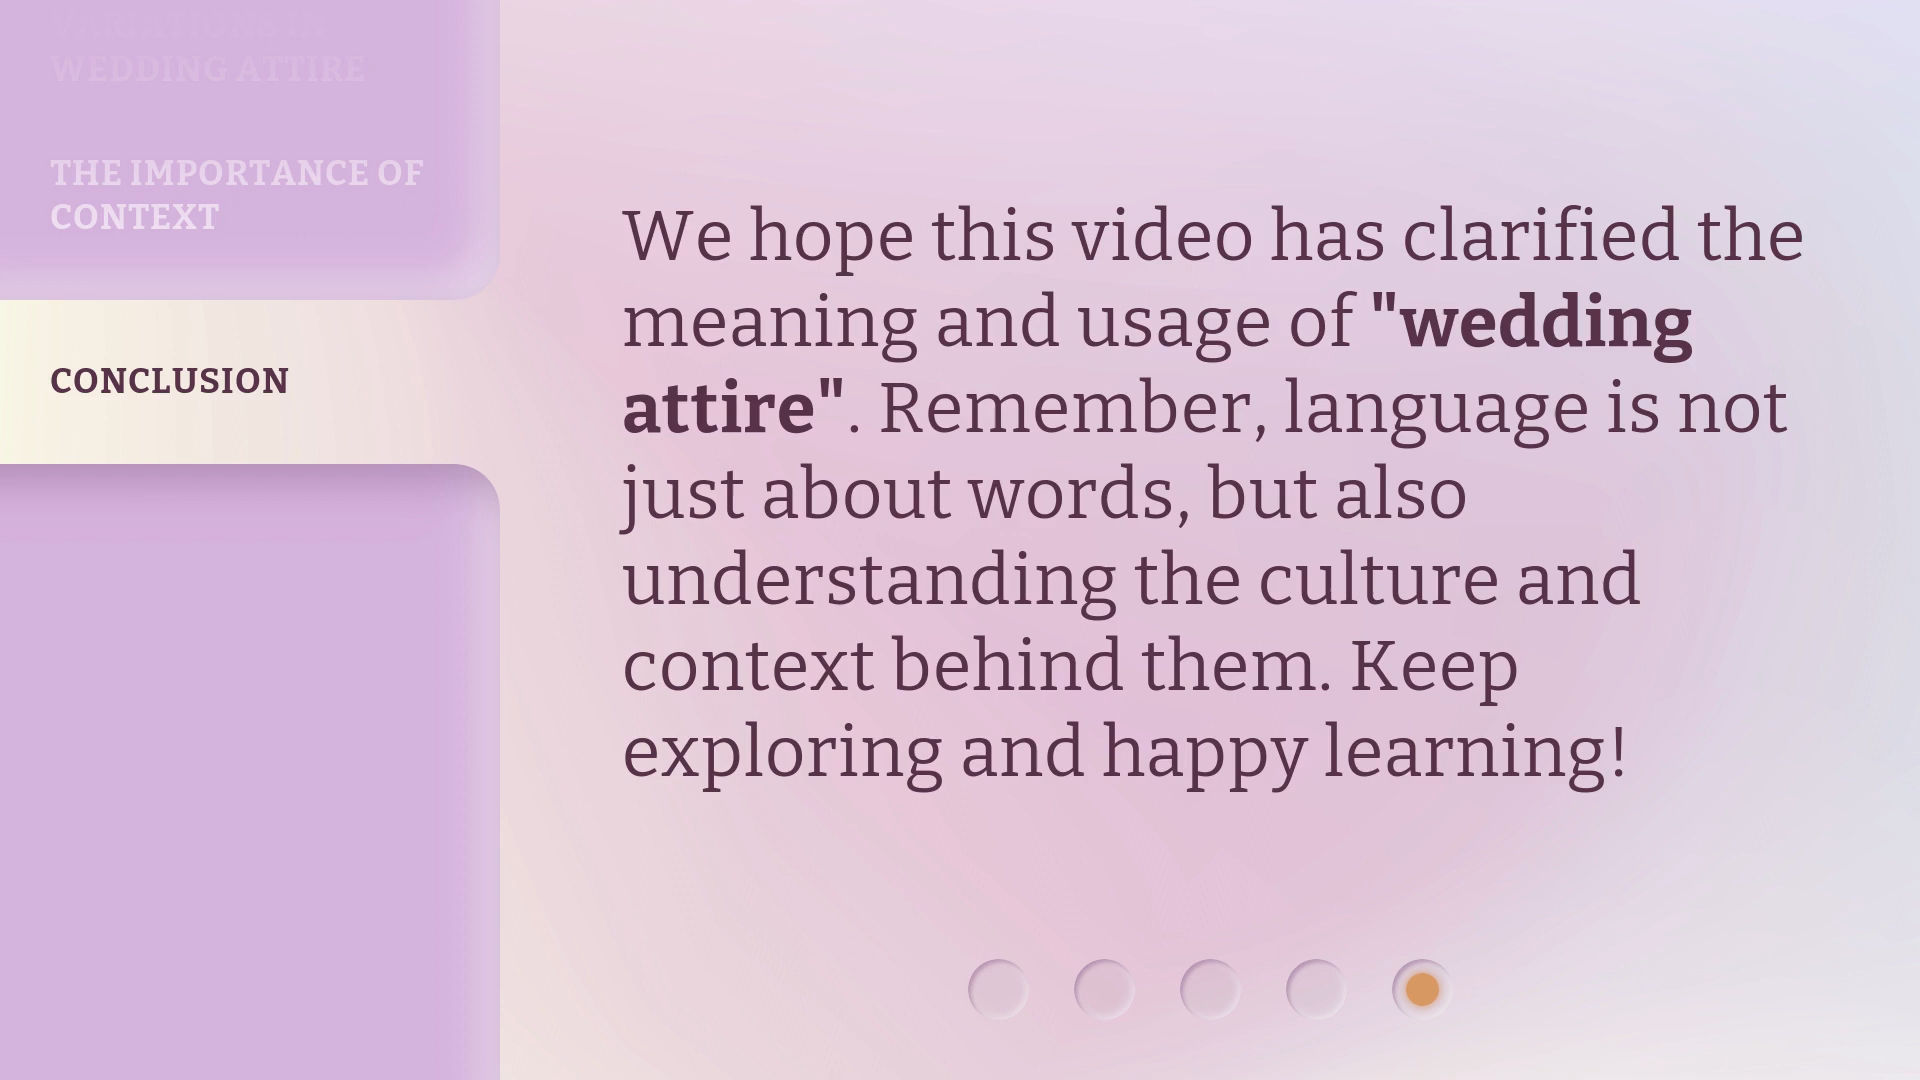 VARIATIONS IN
WEDDING ATTIRE
THE IMPORTANCE OF
CONTEXT
CONCLUSION
We hope this video has clarified the
meaning and usage of "wedding
attire". Remember, language is not
just about words, but also
understanding the culture and
context behind them. Keep
exploring and happy learning!